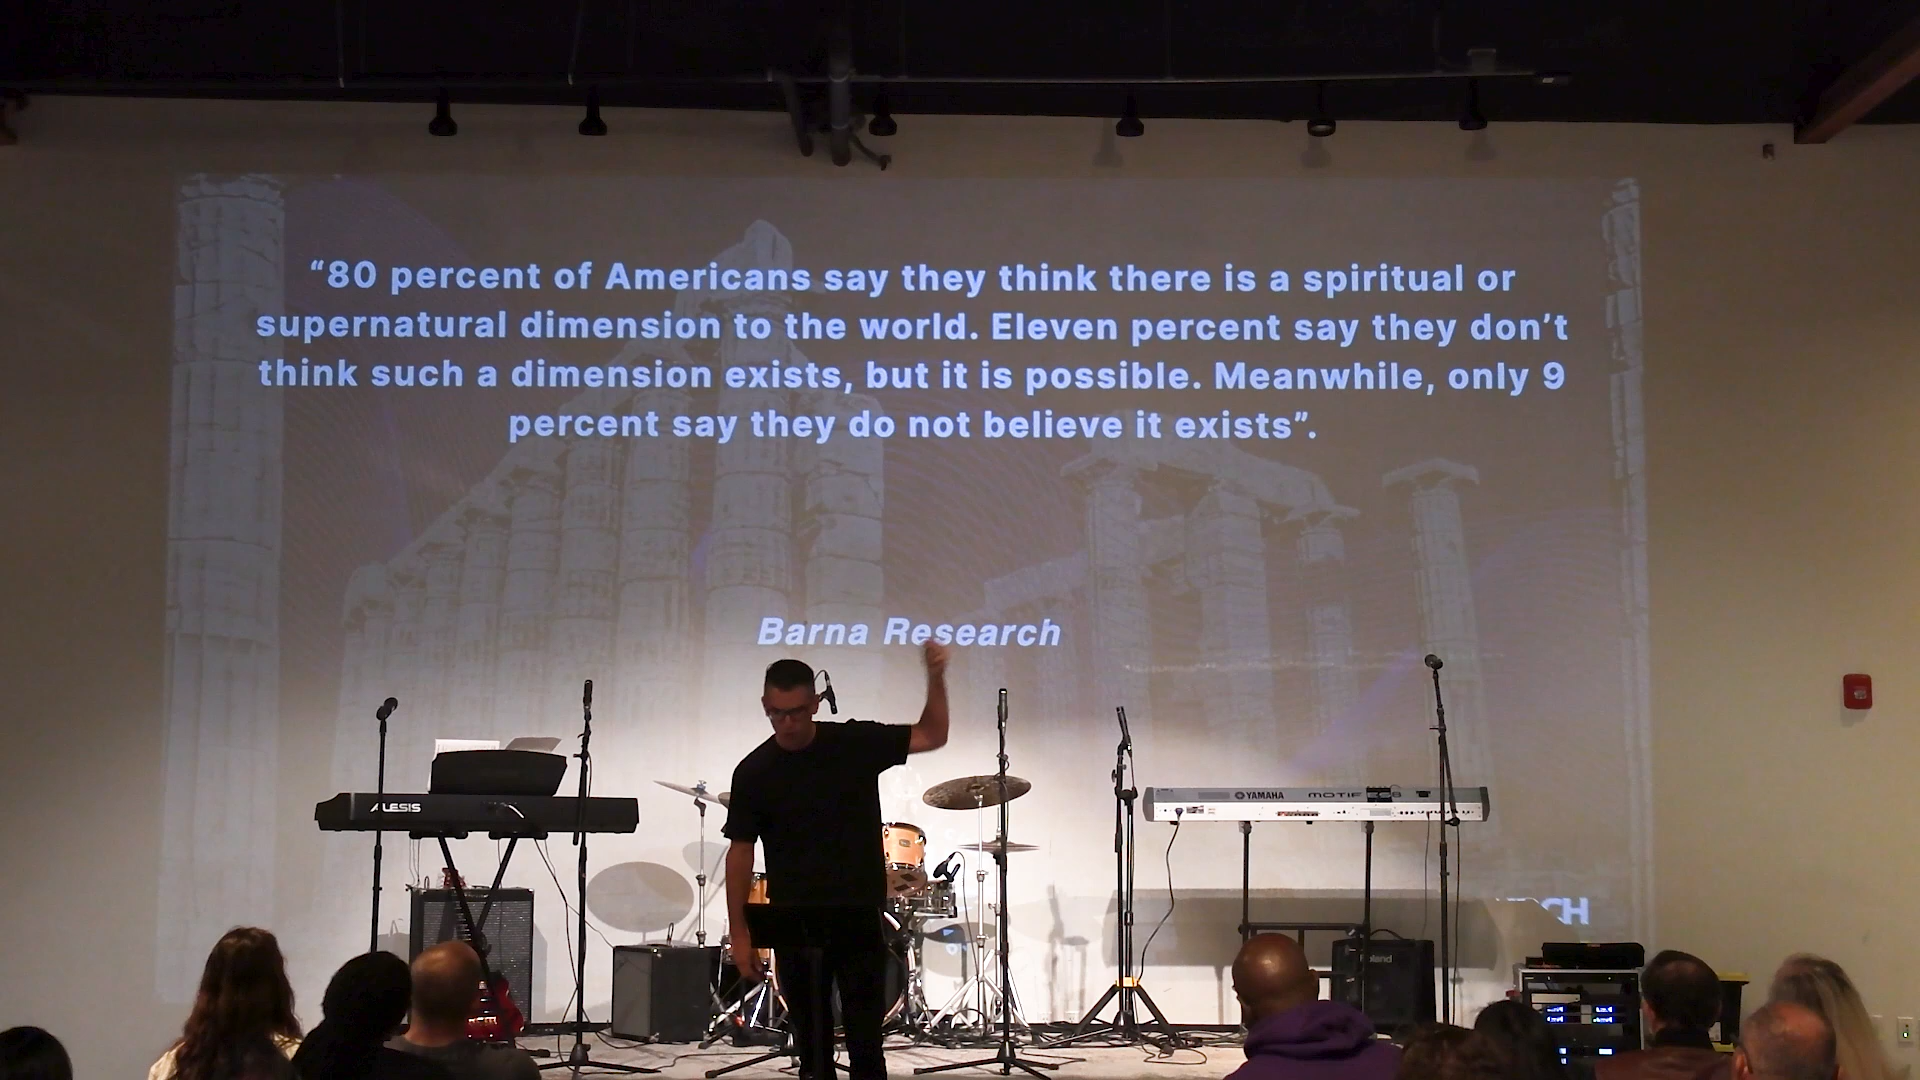 “80 percent of Americans say they think there is a spiritual or
supernatural dimension to the world. Eleven percent say they don’t
think such a dimension exists, but it is possible. Meanwhile, only 9
percent say they do not believe it exists”.
Barna Research
ALESIS
YAMAHA MOTIF ES8
Roland